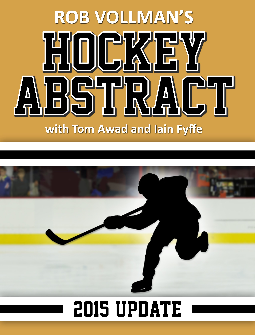 ROB VOLLMAN'S
HOCKEY
ABSTRACT
with Tom Awad and Iain Fyffe
2015 UPDATE